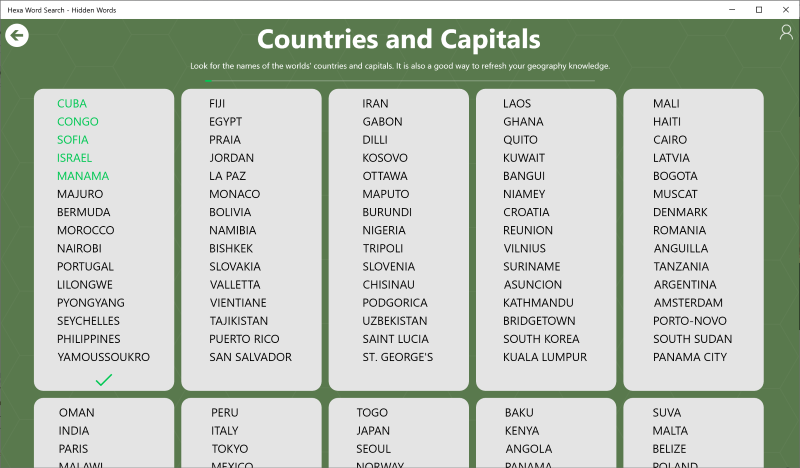 Hexa Word Search - Hidden Words
Countries and Capitals
Look for the names of the worlds' countries and capitals. It is also a good way to refresh your geography knowledge.
CUBA
CONGO
SOFIA
ISRAEL
MANAMA
MAJURO
BERMUDA
MOROCCO
NAIROBI
PORTUGAL
LILONGWE
PYONGYANG
SEYCHELLES
PHILIPPINES
YAMOUSSOUKRO
FIJI
EGYPT
PRAIA
JORDAN
LA PAZ
MONACO
BOLIVIA
NAMIBIA
BISHKEK
SLOVAKIA
VALLETTA
VIENTIANE
TAJIKISTAN
PUERTO RICO
SAN SALVADOR
IRAN
GABON
DILLI
KOSOVO
OTTAWA
MAPUTO
BURUNDI
NIGERIA
TRIPOLI
SLOVENIA
CHISINAU
PODGORICA
UZBEKISTAN
SAINT LUCIA
ST. GEORGE'S
LAOS
GHANA
QUITO
KUWAIT
BANGUI
NIAMEY
CROATIA
REUNION
VILNIUS
SURINAME
ASUNCION
KATHMANDU
BRIDGETOWN
SOUTH KOREA
KUALA LUMPUR
MALI
HAITI
CAIRO
LATVIA
BOGOTA
MUSCAT
DENMARK
ROMANIA
ANGUILLA
TANZANIA
ARGENTINA
AMSTERDAM
PORTO-NOVO
SOUTH SUDAN
PANAMA CITY
OMAN
INDIA
PARIS
MALAWI
PERU
ITALY
TOKYO
MEXICO
TOGO
JAPAN
SEOUL
NORWAY
BAKU
KENYA
ANGOLA
PANAMA
SUVA
MALTA
BELIZE
POLAND